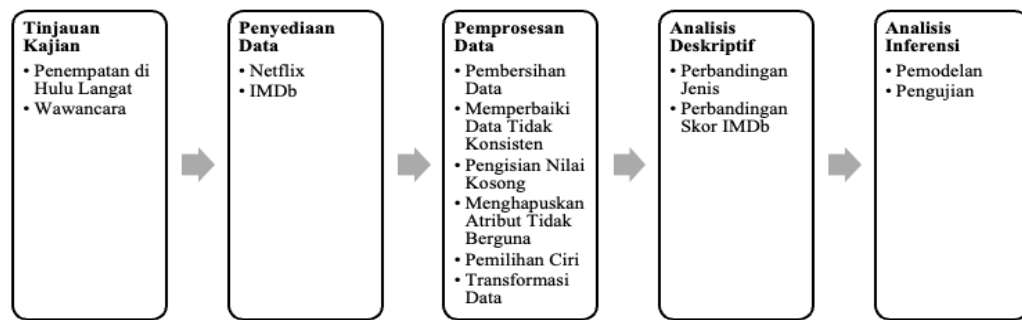 Tinjauan
Kajian
• Penempatan di
Hulu Langat
• Wawancara
Penyediaan
Data
• Netflix
• IMDb
Pemprosesan
Data
• Pembersihan
Data
• Memperbaiki
Data Tidak
Konsisten
• Pengisian Nilai
Kosong
• Menghapuskan
Atribut Tidak
Berguna
• Pemilihan Ciri
• Transformasi
Data
Analisis
Deskriptif
• Perbandingan
Jenis
• Perbandingan
Skor IMDb
Analisis
Inferensi
• Pemodelan
• Pengujian